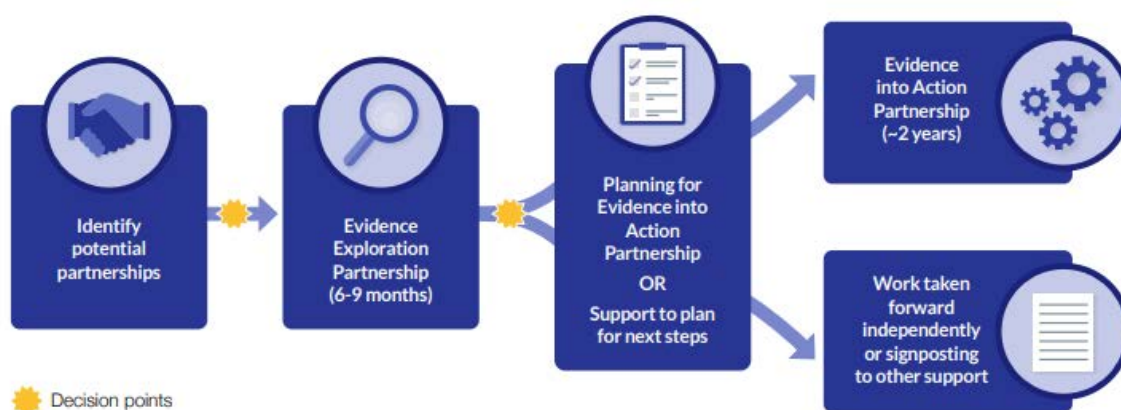 Identify
potential
partnerships
Evidence
Exploration
Partnership
(6-9 months)
Planning for
Evidence into
Action
Partnership
OR
Support to plan
for next steps
Evidence
into Action
Partnership
(~2 years)
Work taken
forward
independently
or signposting
to other support
Decision points